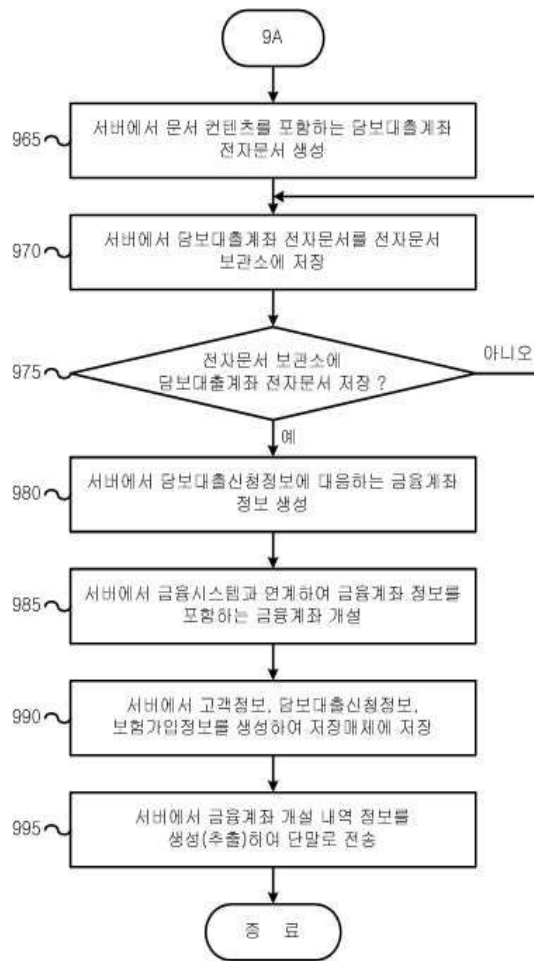 9A
965
서버에서 문서 컨텐츠를 포함하는 담보대출계좌
전자문서 생성
970
서버에서 담보대출계좌 전자문서를 전자문서
보관소에 저장
975
전자문서 보관소에
담보대출계좌 전자문서 저장 ?
아니오
예
980
서버에서 담보대출신청정보에 대응하는 금융계좌
정보 생성
985
서버에서 금융시스템과 연계하여 금융계좌 정보를
포함하는 금융계좌 개설
990
서버에서 고객정보, 담보대출신청정보,
보험가입정보를 생성하여 저장매체에 저장
995
서버에서 금융계좌 개설 내역 정보를
생성(추출)하여 단말로 전송
종 료